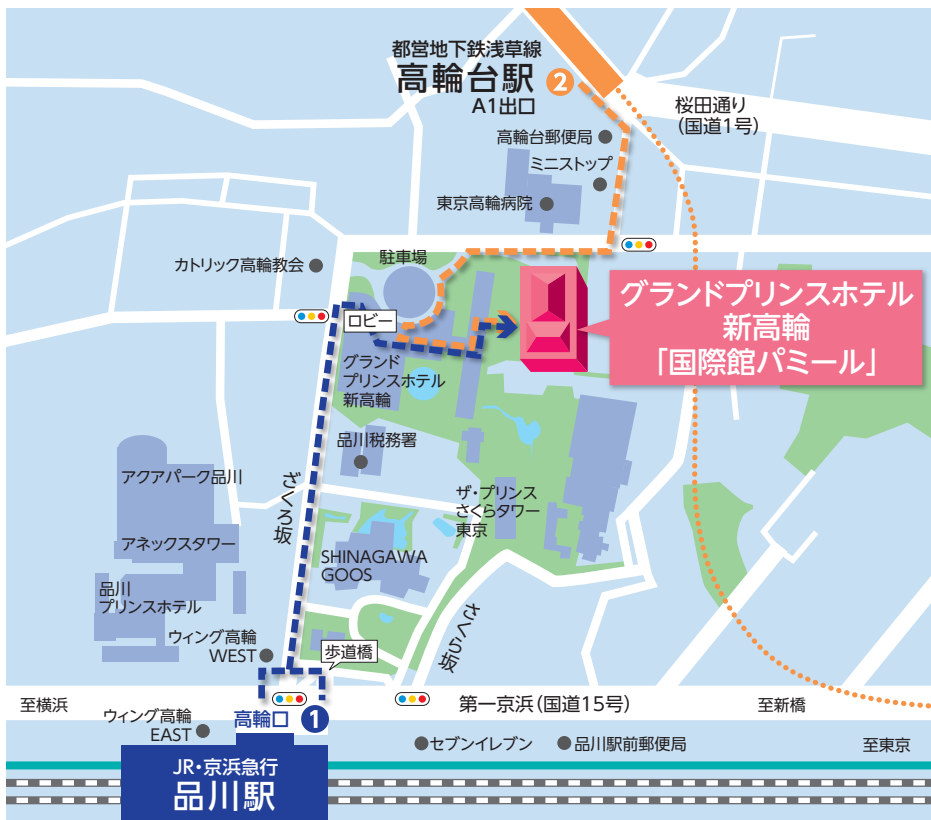 都営地下鉄浅草線
高輪台駅
2
A1出口
桜田通り
(国道1号)
高輪台郵便局
ミニストップ
東京高輪病院
駐車場
カトリック高輪教会
グランドプリンスホテル
新高輪
「国際館パミール」
ロビー
グランド
プリンスホテル
新高輪
品川税務署
アクアパーク品川
ざくろ坂
ザ・プリンス
さくらタワー
東京
アネックスタワー
SHINAGAWA
GOOS
品川
プリンスホテル
さくら坂
ウィング高輪
WEST
歩道橋
至横浜
第一京浜(国道15号)
至新橋
ウィング高輪
EAST
高輪口
1
セブンイレブン
品川駅前郵便局
至東京
JR・京浜急行
品川駅